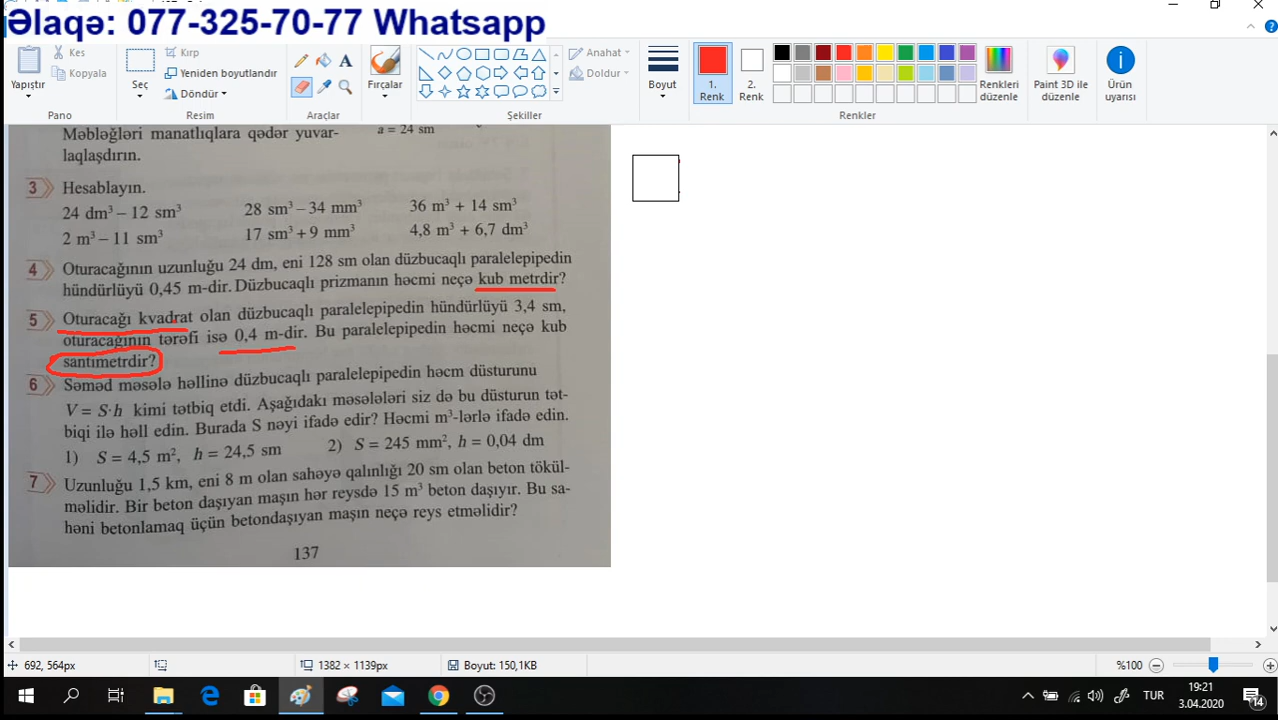 Əlaqə: 077-325-70-77 Whatsapp
Yapıştır
Kes
Kopyala
Pano
Seç
Kırp
Yeniden boyutlandır
Döndür
Resim
Fırçalar
Araçlar
Anahat
Doldur
Şekiller
Boyut
1. Renk
2. Renk
Renkleri düzenle
Paint 3D ile düzenle
Ürün uyarısı
Renkler
Məbləğləri manatlıqlara qədər yuvar-
laqlaşdırın.
a = 24 sm
3 Hesablayın.
24 dm³ – 12 sm³ 28 sm³ – 34 mm³ 36 m³ + 14 sm³
2 m³ – 11 sm³ 17 sm³ + 9 mm³ 4,8 m³ + 6,7 dm³
4 Oturacağının uzunluğu 24 dm, eni 128 sm olan düzbucaqlı paralelepipedin
hündürlüyü 0,45 m-dir. Düzbucaqlı prizmanın həcmi neçə kub metrdir?
5 Oturacağı kvadrat olan düzbucaqlı paralelepipedin hündürlüyü 3,4 sm,
oturacağının tərəfi isə 0,4 m-dir. Bu paralelepipedin həcmi neçə kub
santimetrdir?
6 Səməd məsələ həllinə düzbucaqlı paralelepipedin həcm düsturunu
V = S·h kimi tətbiq etdi. Aşağıdakı məsələləri siz də bu düsturun tət-
biqi ilə həll edin. Burada S nəyi ifadə edir? Həcmi m³-lərlə ifadə edin.
1) S = 4,5 m², h = 24,5 sm 2) S = 245 mm², h = 0,04 dm
7 Uzunluğu 1,5 km, eni 8 m olan sahəyə qalınlığı 20 sm olan beton tökül-
məlidir. Bir beton daşıyan maşın hər reysdə 15 m³ beton daşıyır. Bu sa-
həni betonlamaq üçün betondaşıyan maşın neçə reys etməlidir?
137
692, 564px
1382 × 1139px
Boyut: 150,1KB
%100
TUR
19:21
3.04.2020
14